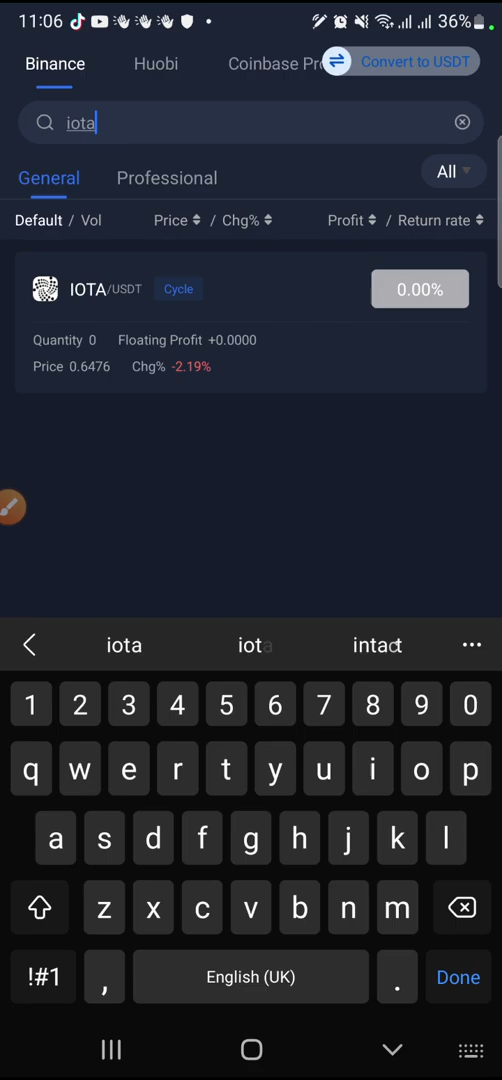 11:06 36%
Binance Huobi Coinbase Pro Convert to USDT
iota
General Professional All
Default / Vol Price / Chg% Profit / Return rate
IOTA/USDT Cycle 0.00%
Quantity 0 Floating Profit +0.0000
Price 0.6476 Chg% -2.19%
iota iota intact ...
1 2 3 4 5 6 7 8 9 0
q w e r t y u i o p
a s d f g h j k l
z x c v b n m
!#1 , English (UK) . Done